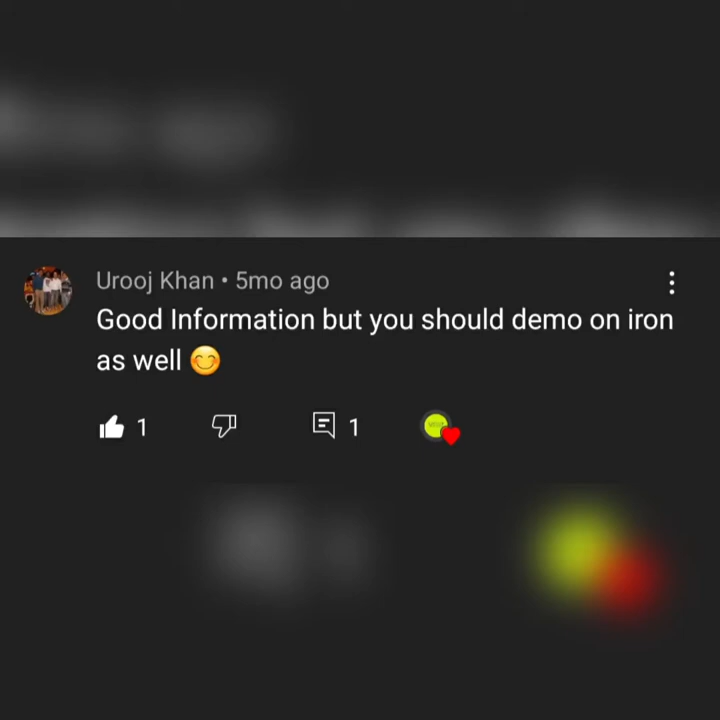 Urooj Khan • 5mo ago
Good Information but you should demo on iron
as well 😊
1 1